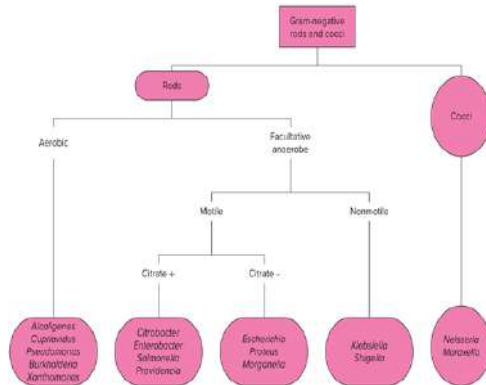 Gram-negative
rods and cocci
Rods
Cocci
Aerobic
Facultative
anaerobe
Motile
Nonmotile
Citrate +
Citrate -
Alcaligenes
Cupriavidus
Pseudomonas
Burkholderia
Xanthomonas
Citrobacter
Enterobacter
Salmonella
Providencia
Escherichia
Proteus
Morganella
Klebsiella
Shigella
Neisseria
Moraxella